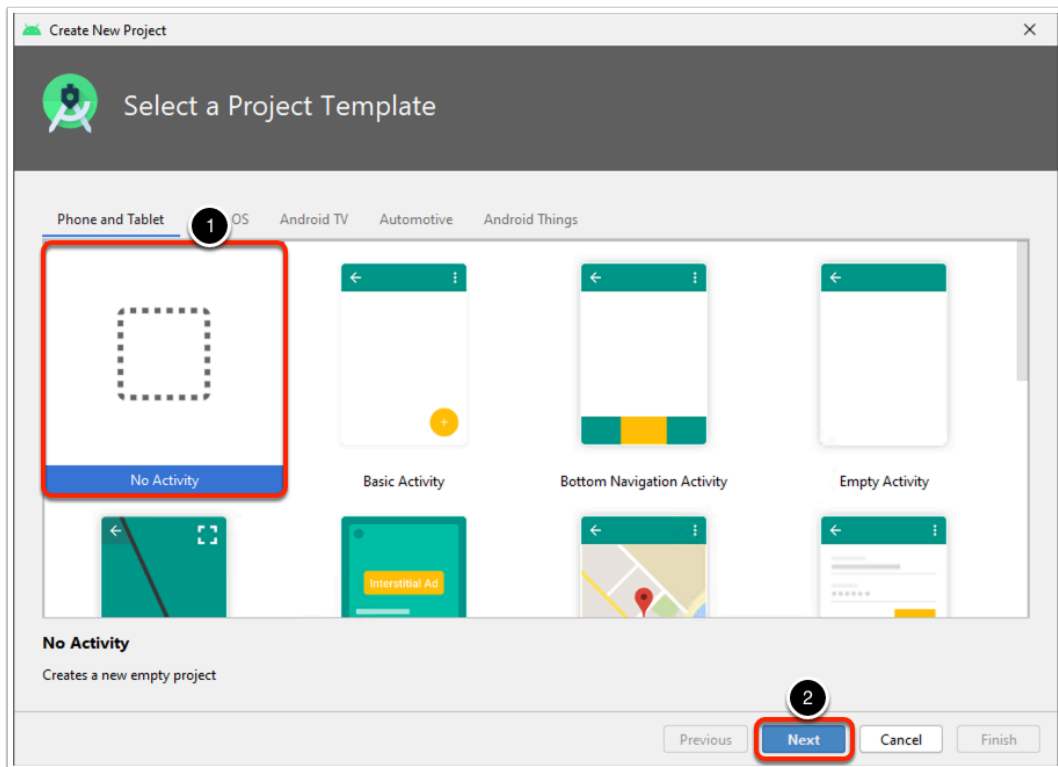 Create New Project
Select a Project Template
Phone and Tablet 1 OS Android TV Automotive Android Things
No Activity Basic Activity Bottom Navigation Activity Empty Activity
Interstitial Ad
No Activity
Creates a new empty project
2
Previous Next Cancel Finish